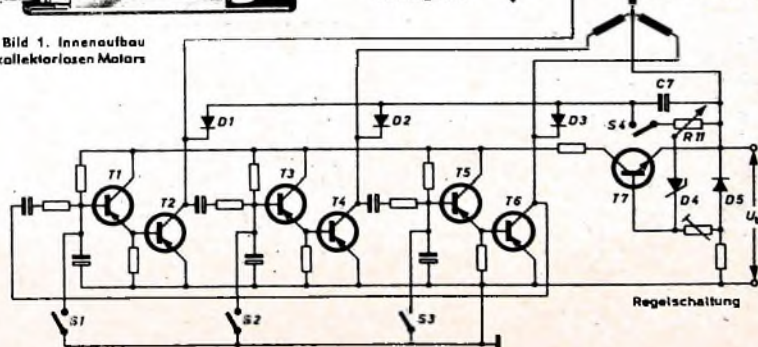 Bild 1. Innenaufbau
kollektorlosen Motors
C7
D1
D2
D3
S4
R11
T1
T3
T5
T2
T4
T6
T7
D4
D5
S1
S2
S3
Regelschaltung